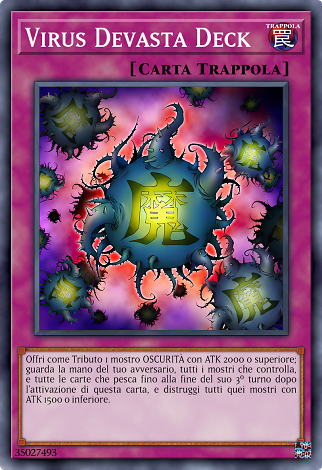 Virus Devasta Deck
TRAPPOLA
罠
[Carta Trappola]
魔
魔
Offri come Tributo 1 mostro OSCURITÀ con ATK 2000 o superiore;
guarda la mano del tuo avversario, tutti i mostri che controlla,
e tutte le carte che pesca fino alla fine del suo 3° turno dopo
l'attivazione di questa carta, e distruggi tutti quei mostri con
ATK 1500 o inferiore.
35027493